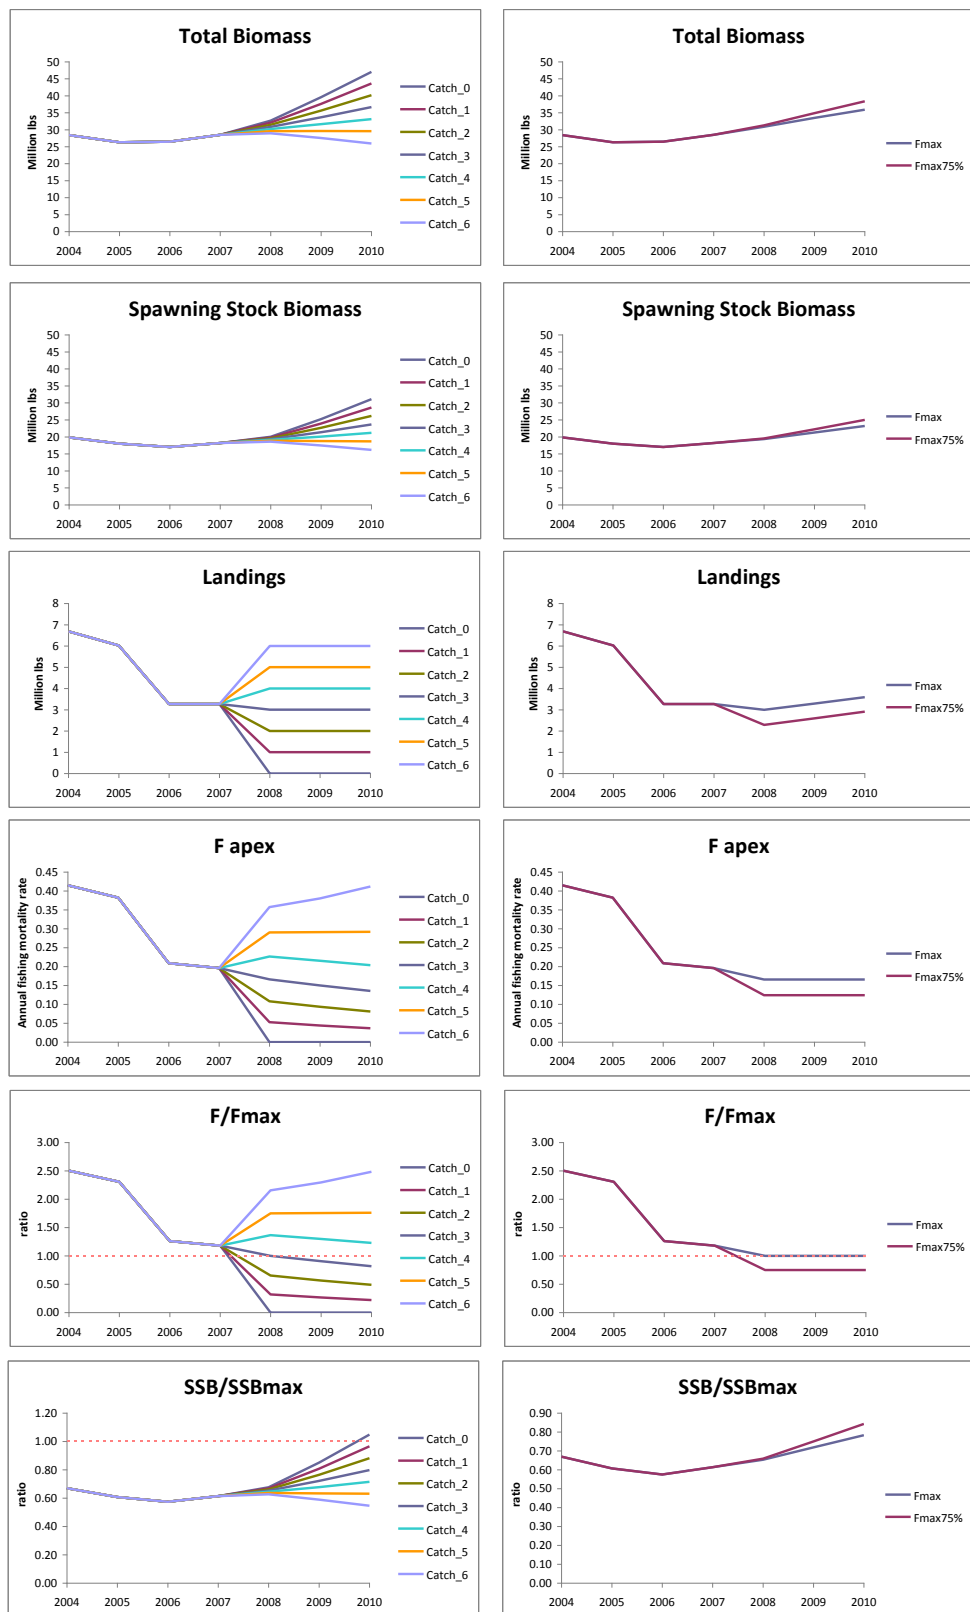 Total Biomass
Million lbs
50
45
40
35
30
25
20
15
10
5
0
2004 2005 2006 2007 2008 2009 2010
Catch_0
Catch_1
Catch_2
Catch_3
Catch_4
Catch_5
Catch_6
Total Biomass
Million lbs
50
45
40
35
30
25
20
15
10
5
0
2004 2005 2006 2007 2008 2009 2010
Fmax
Fmax75%
Spawning Stock Biomass
Million lbs
50
45
40
35
30
25
20
15
10
5
0
2004 2005 2006 2007 2008 2009 2010
Catch_0
Catch_1
Catch_2
Catch_3
Catch_4
Catch_5
Catch_6
Spawning Stock Biomass
Million lbs
50
45
40
35
30
25
20
15
10
5
0
2004 2005 2006 2007 2008 2009 2010
Fmax
Fmax75%
Landings
Million lbs
8
7
6
5
4
3
2
1
0
2004 2005 2006 2007 2008 2009 2010
Catch_0
Catch_1
Catch_2
Catch_3
Catch_4
Catch_5
Catch_6
Landings
Million lbs
8
7
6
5
4
3
2
1
0
2004 2005 2006 2007 2008 2009 2010
Fmax
Fmax75%
F apex
Annual fishing mortality rate
0.45
0.40
0.35
0.30
0.25
0.20
0.15
0.10
0.05
0.00
2004 2005 2006 2007 2008 2009 2010
Catch_0
Catch_1
Catch_2
Catch_3
Catch_4
Catch_5
Catch_6
F apex
Annual fishing mortality rate
0.45
0.40
0.35
0.30
0.25
0.20
0.15
0.10
0.05
0.00
2004 2005 2006 2007 2008 2009 2010
Fmax
Fmax75%
F/Fmax
ratio
3.00
2.50
2.00
1.50
1.00
0.50
0.00
2004 2005 2006 2007 2008 2009 2010
Catch_0
Catch_1
Catch_2
Catch_3
Catch_4
Catch_5
Catch_6
F/Fmax
ratio
3.00
2.50
2.00
1.50
1.00
0.50
0.00
2004 2005 2006 2007 2008 2009 2010
Fmax
Fmax75%
SSB/SSBmax
ratio
1.20
1.00
0.80
0.60
0.40
0.20
0.00
2004 2005 2006 2007 2008 2009 2010
Catch_0
Catch_1
Catch_2
Catch_3
Catch_4
Catch_5
Catch_6
SSB/SSBmax
ratio
0.90
0.80
0.70
0.60
0.50
0.40
0.30
0.20
0.10
0.00
2004 2005 2006 2007 2008 2009 2010
Fmax
Fmax75%